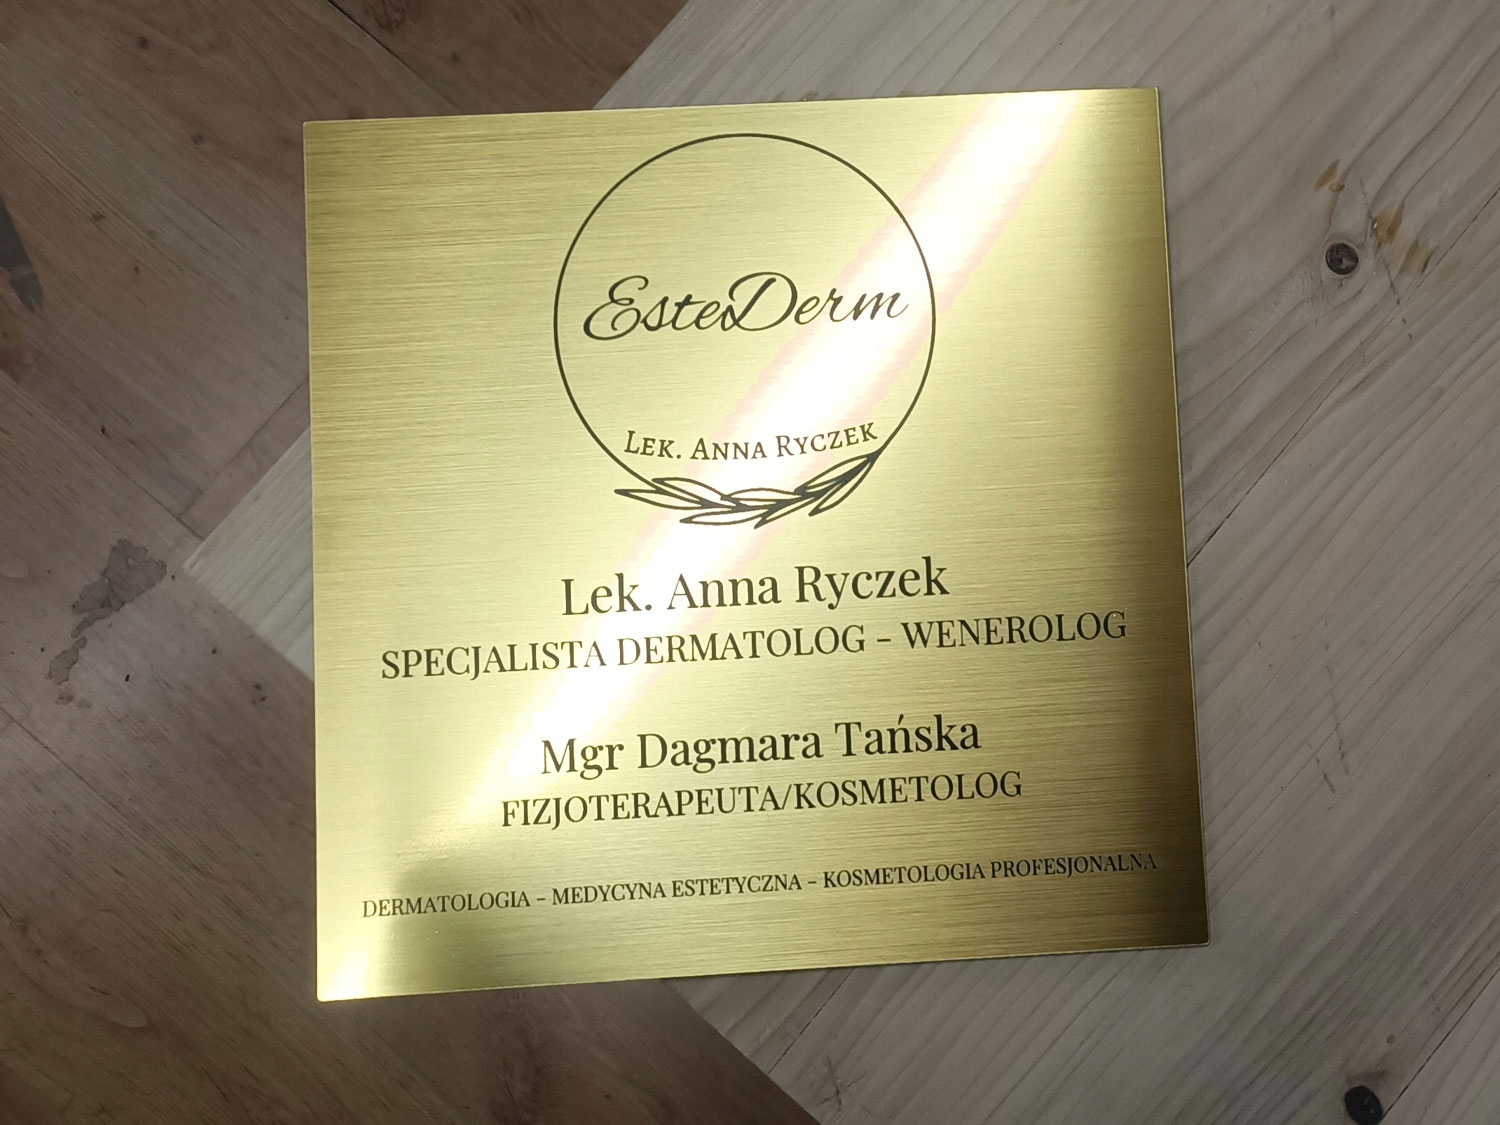 EsteDerm
LEK. ANNA RYCZEK
Lek. Anna Ryczek
SPECJALISTA DERMATOLOG – WENEROLOG
Mgr Dagmara Tańska
FIZJOTERAPEUTA/KOSMETOLOG
DERMATOLOGIA – MEDYCYNA ESTETYCZNA – KOSMETOLOGIA PROFESJONALNA